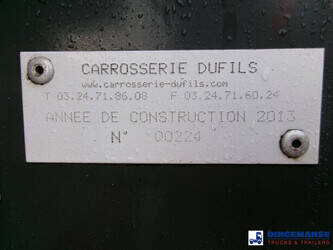 CARROSSERIE DUFILS
www.carrosserie-dufils.com
T 03.24.71.86.08 F 03.24.71.60.24
ANNEE DE CONSTRUCTION 2013
N° 00224
DINGEMANSE
TRUCKS & TRAILERS